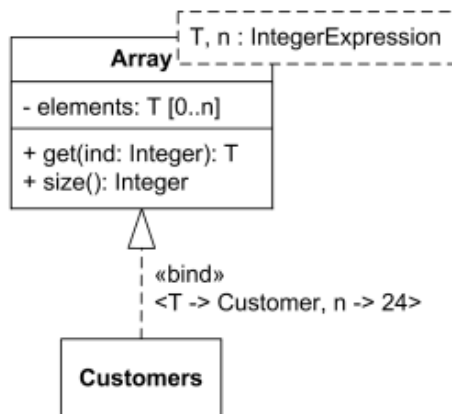 T, n : IntegerExpression
Array
- elements: T [0..n]
+ get(ind: Integer): T
+ size(): Integer
«bind»
<T -> Customer, n -> 24>
Customers